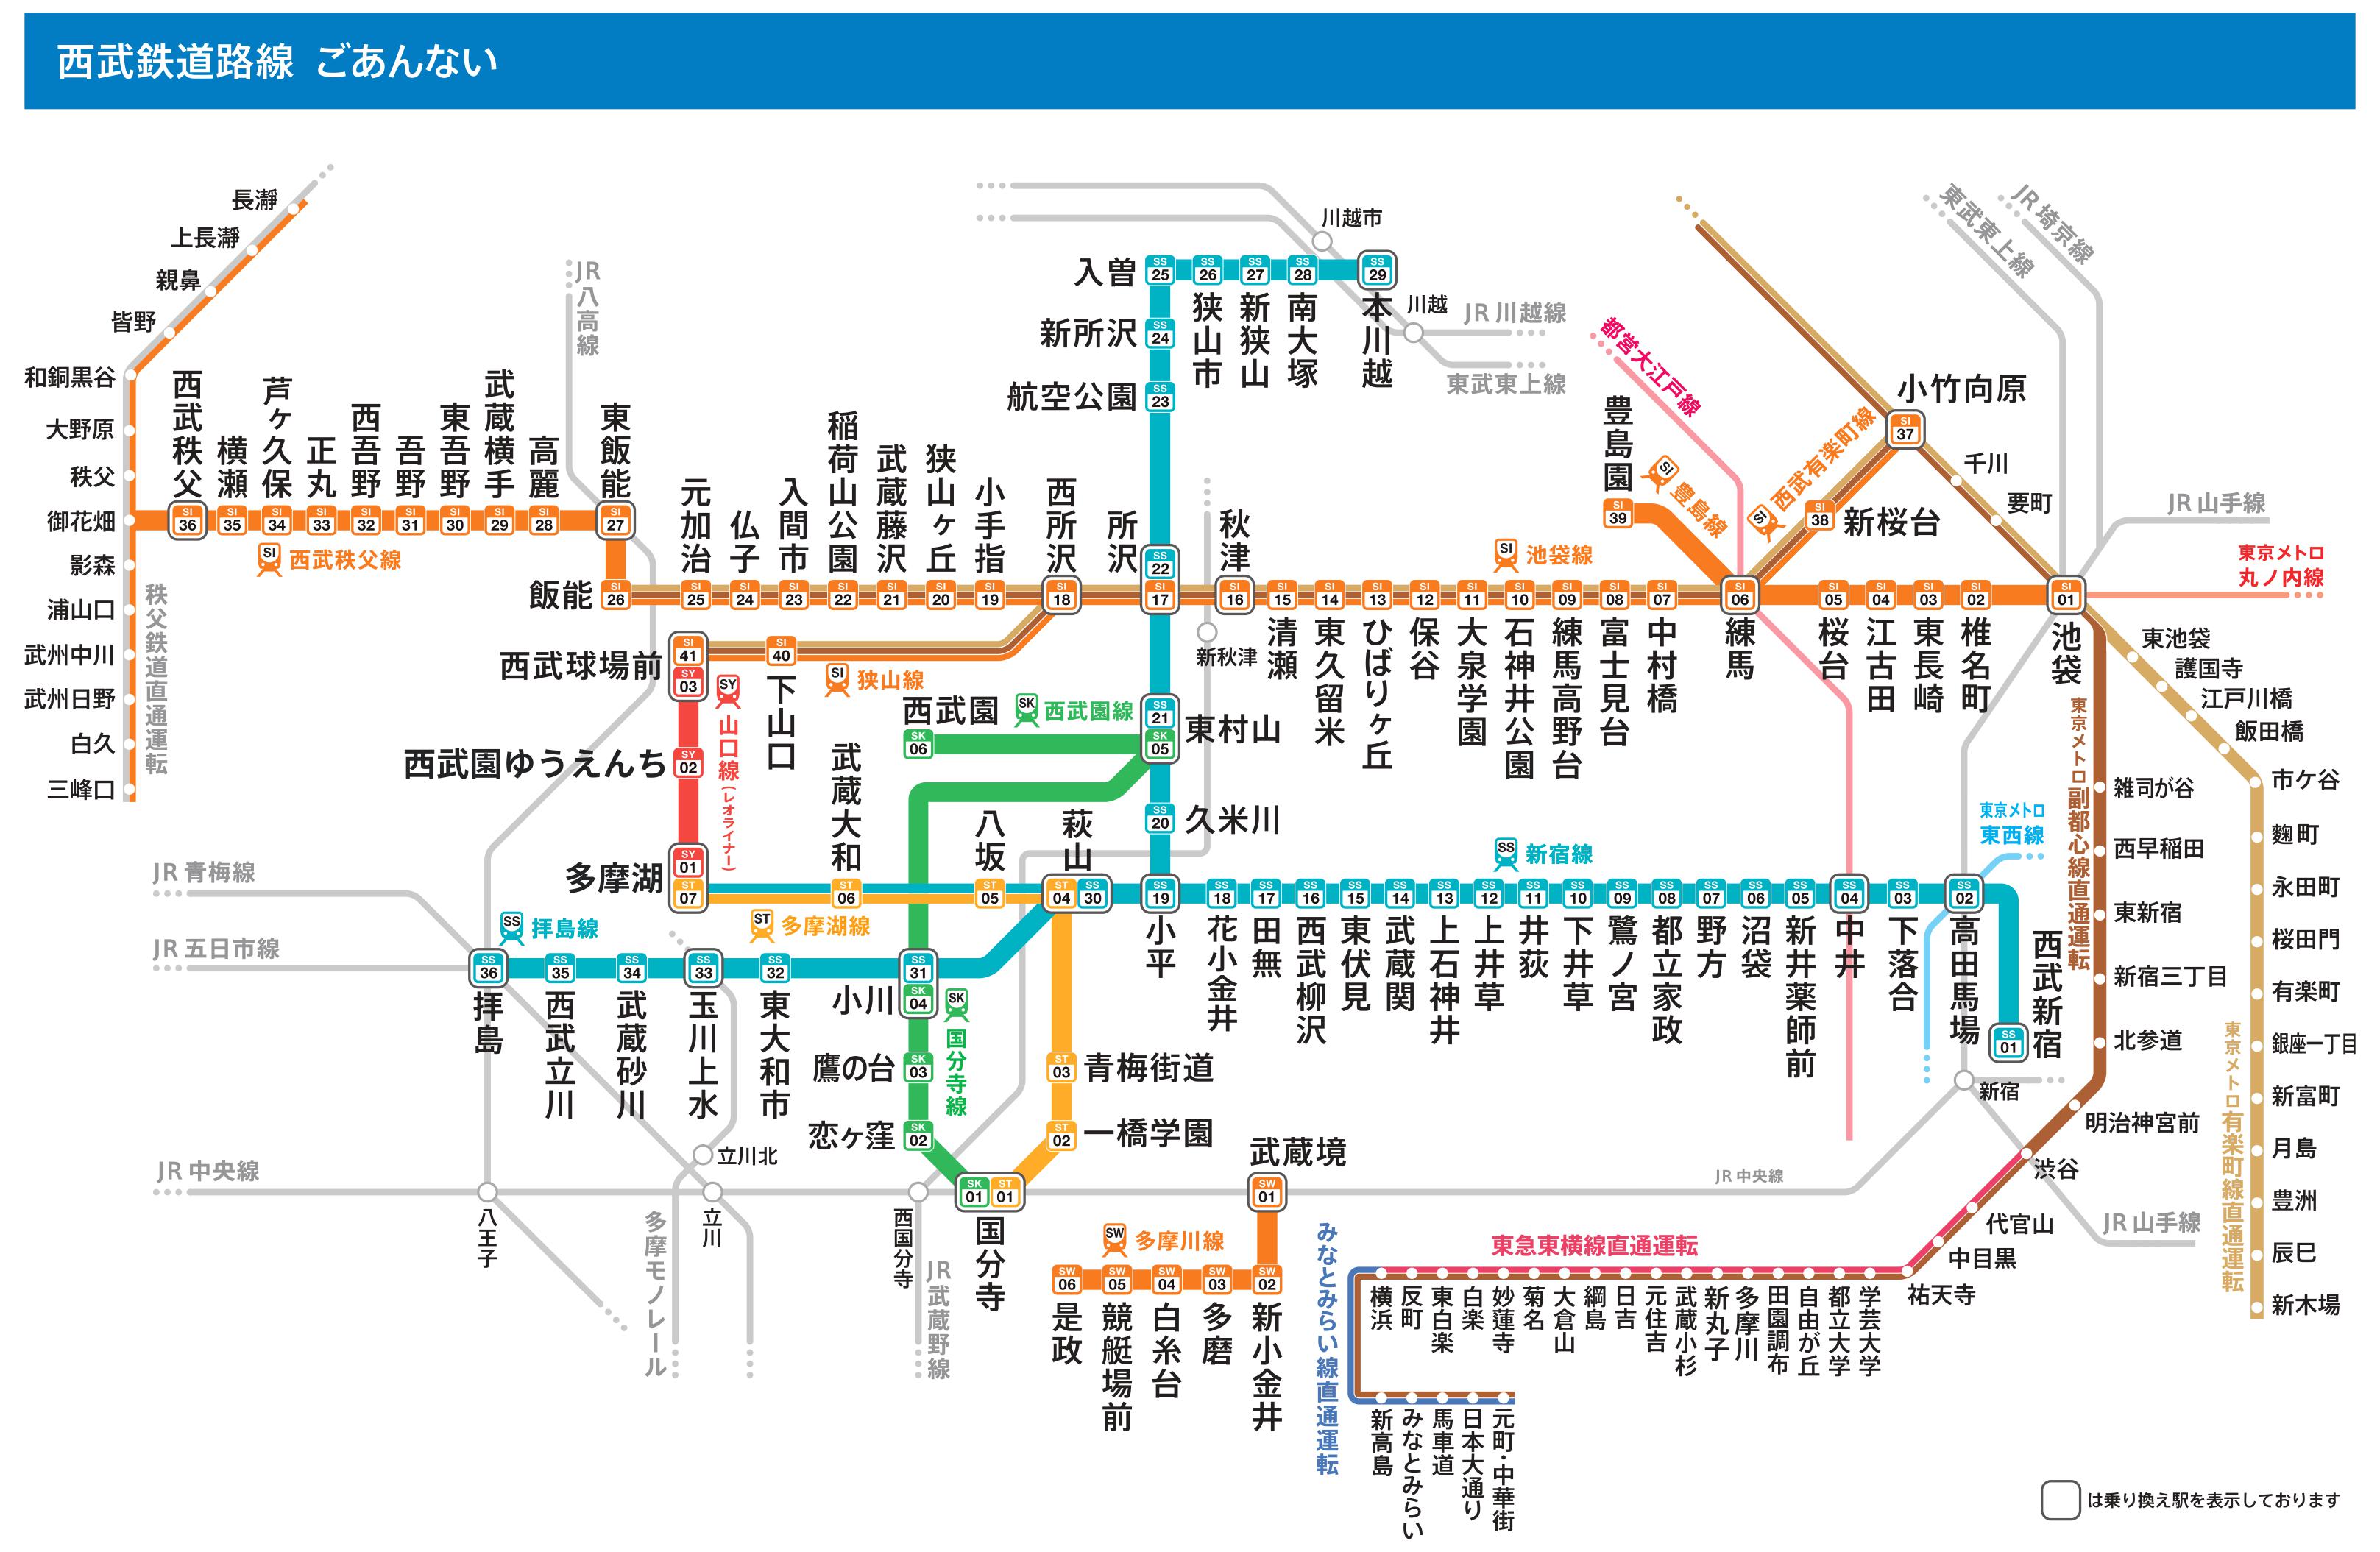 西武鉄道路線 ごあんない
長瀞
上長瀞
親鼻
皆野
和銅黒谷
大野原
秩父
御花畑
影森
浦山口
武州中川
武州日野
白久
三峰口
秩父鉄道直通運転
西武秩父
SI 36
横瀬
SI 35
芦ヶ久保
SI 34
正丸
SI 33
西吾野
SI 32
吾野
SI 31
東吾野
SI 30
武蔵横手
SI 29
高麗
SI 28
東飯能
SI 27
SI 西武秩父線
JR八高線
飯能
SI 26
元加治
SI 25
仏子
SI 24
入間市
SI 23
稲荷山公園
SI 22
武蔵藤沢
SI 21
狭山ヶ丘
SI 20
小手指
SI 19
西所沢
SI 18
所沢
SS 22
SI 17
秋津
SI 16
新秋津
SI 15
清瀬
SI 14
東久留米
SI 13
ひばりヶ丘
SI 12
保谷
SI 11
大泉学園
SI 10
石神井公園
SI 09
練馬高野台
SI 08
富士見台
SI 07
中村橋
SI 06
練馬
SI 05
桜台
SI 04
江古田
SI 03
東長崎
SI 02
椎名町
SI 01
池袋
SI 池袋線
豊島園
SI 39
SI 豊島線
SI 西武有楽町線
新桜台
SI 38
小竹向原
SI 37
千川
要町
都営大江戸線
東武東上線
JR埼京線
JR山手線
東京メトロ
丸ノ内線
入曽
SS 25
SS 26
狭山市
SS 27
新狭山
SS 28
南大塚
SS 29
本川越
川越市
川越
JR川越線
東武東上線
新所沢
SS 24
航空公園
SS 23
西武球場前
SI 41
SY 03
SI 40
下山口
SI 狭山線
SY 山口線(レオライナー)
西武園ゆうえんち
SY 02
多摩湖
SY 01
ST 07
西武園
SK 06
SK 西武園線
SS 21
SK 05
東村山
SS 20
久米川
武蔵大和
ST 06
八坂
ST 05
萩山
ST 04
SS 30
ST 多摩湖線
SS 19
小平
SS 18
花小金井
SS 17
田無
SS 16
西武柳沢
SS 15
東伏見
SS 14
武蔵関
SS 13
上石神井
SS 12
上井草
SS 11
井荻
SS 10
下井草
SS 09
鷺ノ宮
SS 08
都立家政
SS 07
野方
SS 06
沼袋
SS 05
新井薬師前
SS 04
中井
SS 03
下落合
SS 02
高田馬場
SS 01
西武新宿
SS 新宿線
東京メトロ
東西線
新宿
JR青梅線
JR五日市線
SS 拝島線
SS 36
拝島
SS 35
西武立川
SS 34
武蔵砂川
SS 33
玉川上水
SS 32
東大和市
SS 31
SK 04
小川
SK 国分寺線
鷹の台
SK 03
恋ヶ窪
SK 02
SK 01
ST 01
国分寺
ST 03
青梅街道
ST 02
一橋学園
JR中央線
八王子
立川北
立川
多摩モノレール
西国分寺
JR武蔵野線
武蔵境
SW 01
SW 多摩川線
SW 06
是政
SW 05
競艇場前
SW 04
白糸台
SW 03
多磨
SW 02
新小金井
JR中央線
東池袋
護国寺
江戸川橋
飯田橋
市ケ谷
麴町
永田町
桜田門
有楽町
銀座一丁目
新富町
月島
豊洲
辰巳
新木場
東京メトロ有楽町線直通運転
東京メトロ副都心線直通運転
雑司が谷
西早稲田
東新宿
新宿三丁目
北参道
明治神宮前
渋谷
代官山
中目黒
祐天寺
JR山手線
東急東横線直通運転
学芸大学
都立大学
自由が丘
田園調布
多摩川
新丸子
武蔵小杉
元住吉
日吉
綱島
大倉山
菊名
妙蓮寺
白楽
東白楽
反町
横浜
みなとみらい線直通運転
新高島
みなとみらい
馬車道
日本大通り
元町・中華街
は乗り換え駅を表示しております